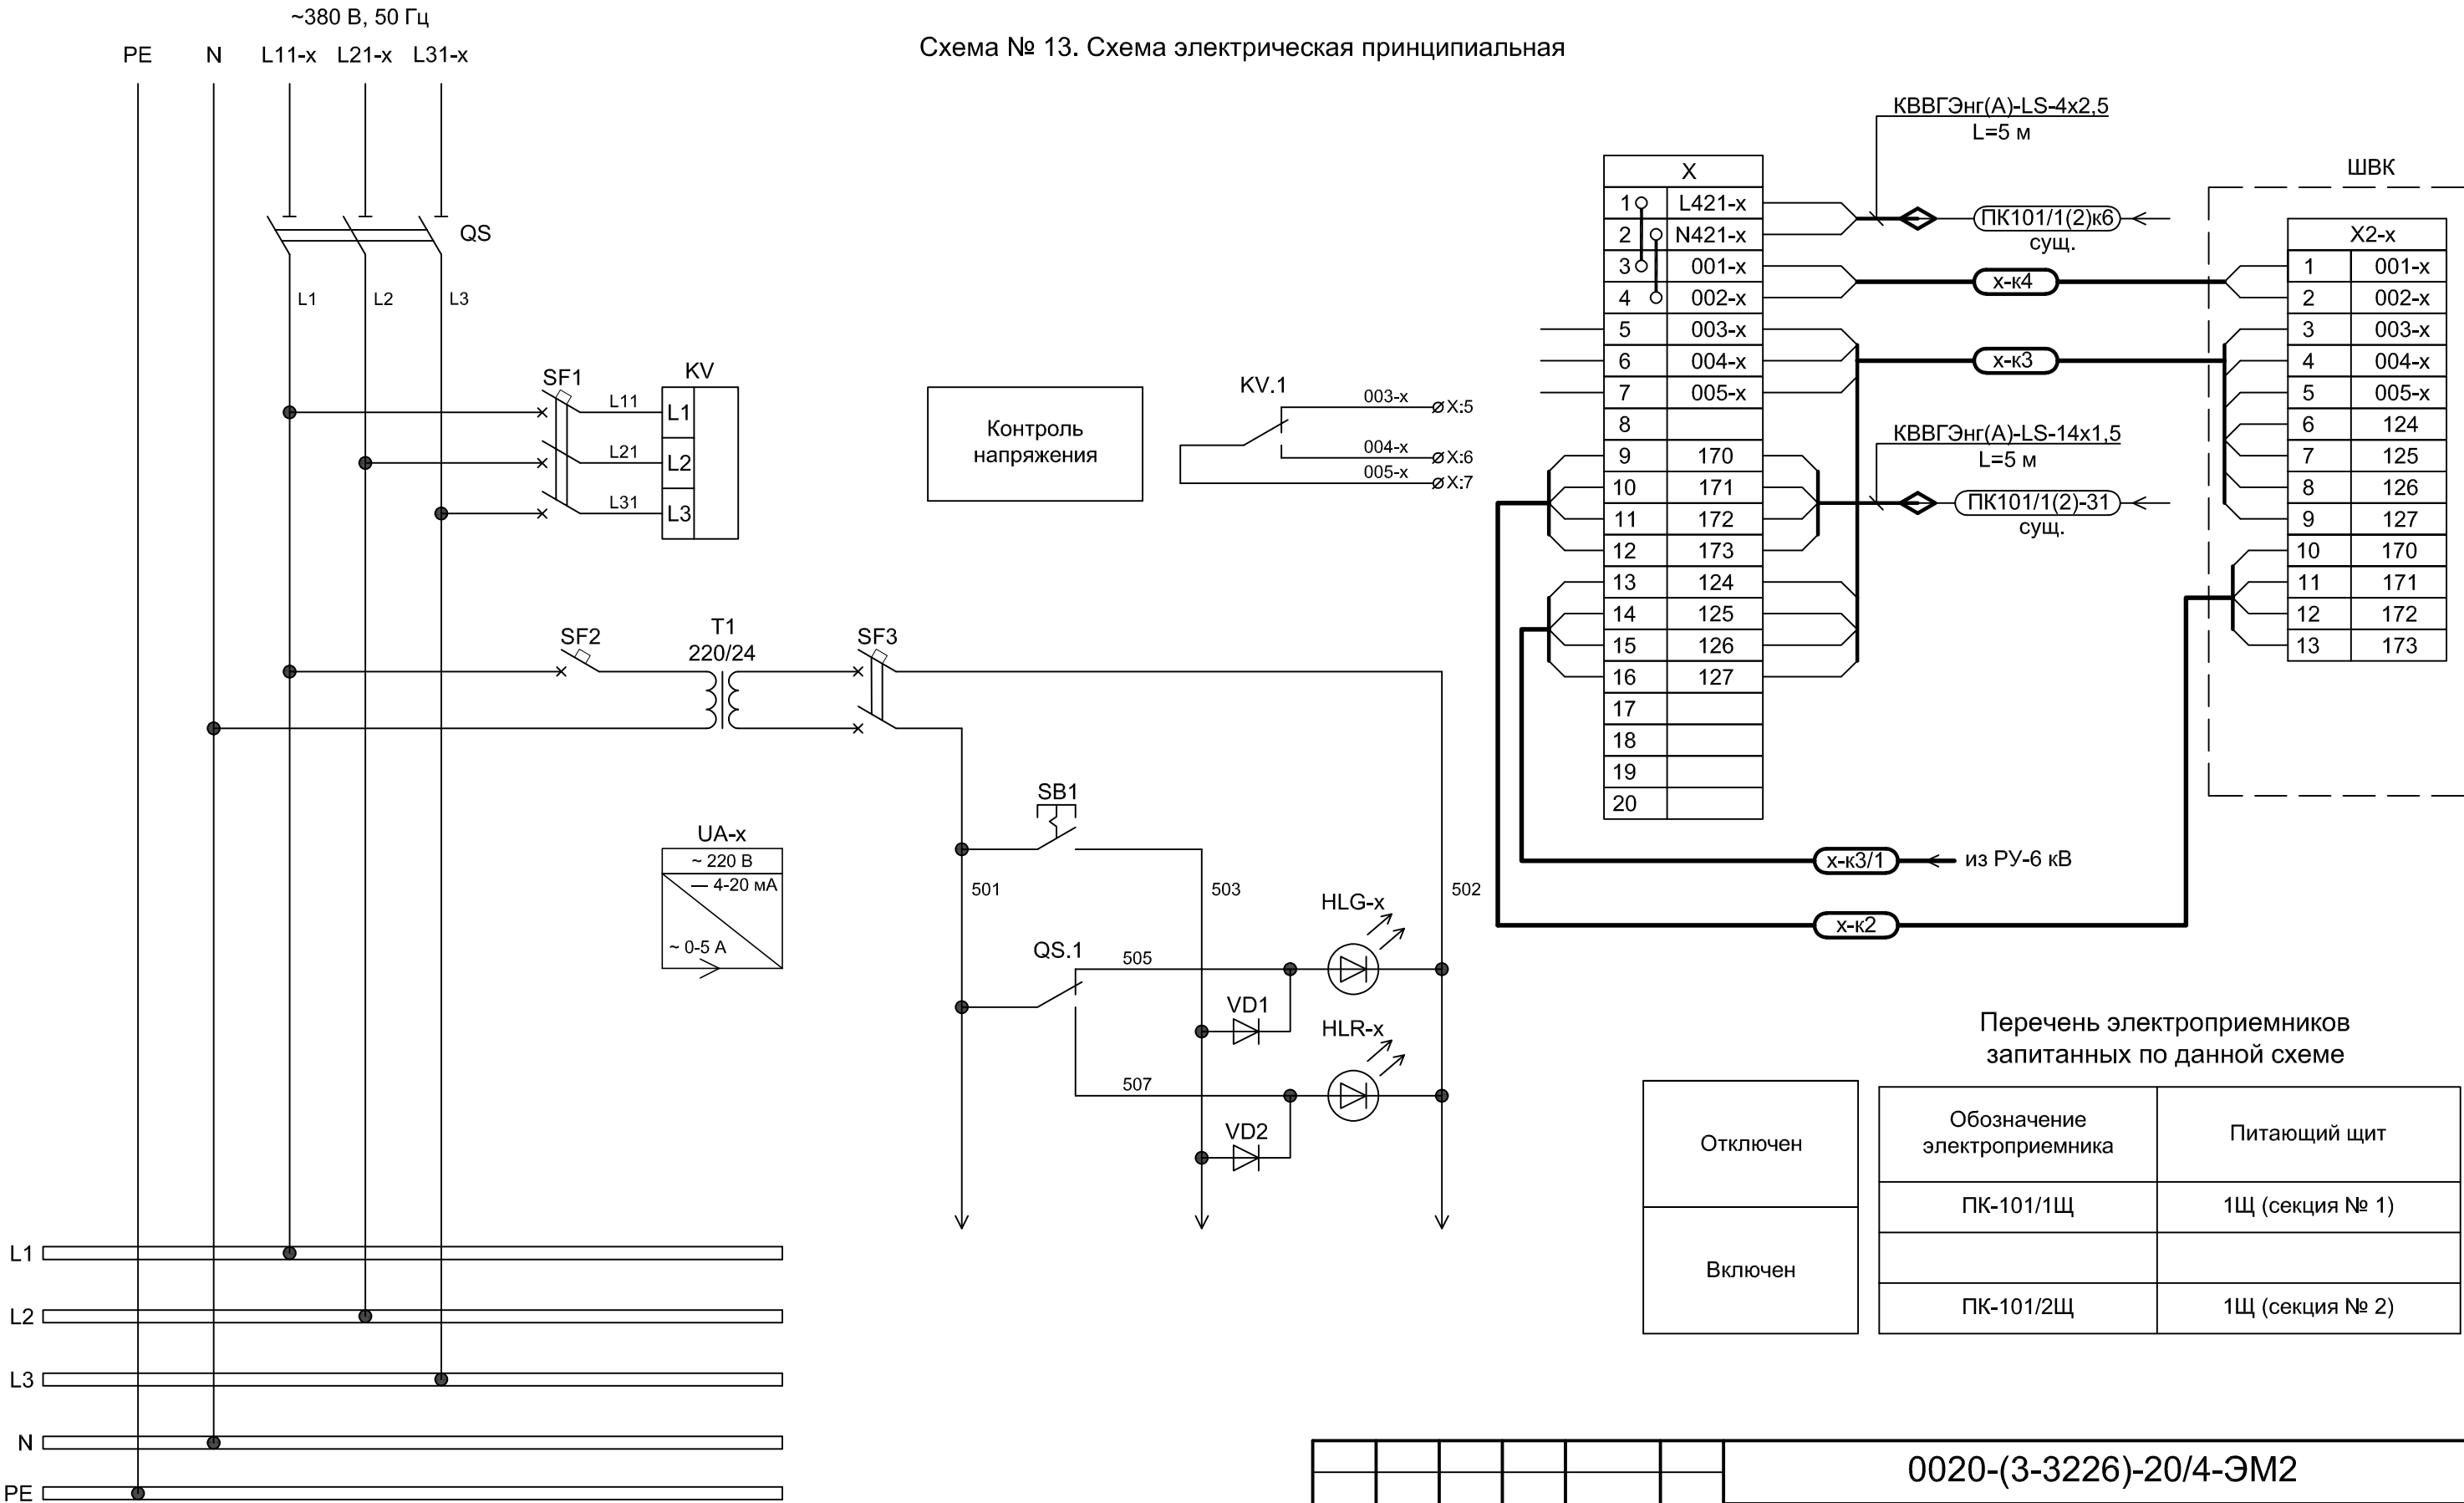 ~380 В, 50 Гц
PE N L11-x L21-x L31-x
Схема № 13. Схема электрическая принципиальная
QS
L1 L2 L3
SF1
KV
L11 L1
L21 L2
L31 L3
Контроль
напряжения
KV.1
003-x X:5
004-x X:6
005-x X:7
SF2
T1
220/24
SF3
UA-x
~ 220 В
— 4-20 мА
~ 0-5 А
SB1
501 503 502
QS.1
505
HLG-x
VD1
HLR-x
507
VD2
L1
L2
L3
N
PE
X
1 L421-x
2 N421-x
3 001-x
4 002-x
5 003-x
6 004-x
7 005-x
8
9 170
10 171
11 172
12 173
13 124
14 125
15 126
16 127
17
18
19
20
КВВГЭнг(А)-LS-4x2,5
L=5 м
ПК101/1(2)к6
сущ.
х-к4
х-к3
КВВГЭнг(А)-LS-14x1,5
L=5 м
ПК101/1(2)-31
сущ.
х-к3/1 из РУ-6 кВ
х-к2
ШВК
X2-x
1 001-x
2 002-x
3 003-x
4 004-x
5 005-x
6 124
7 125
8 126
9 127
10 170
11 171
12 172
13 173
Отключен
Включен
Перечень электроприемников
запитанных по данной схеме
Обозначение
электроприемника
Питающий щит
ПК-101/1Щ 1Щ (секция № 1)
ПК-101/2Щ 1Щ (секция № 2)
0020-(3-3226)-20/4-ЭМ2